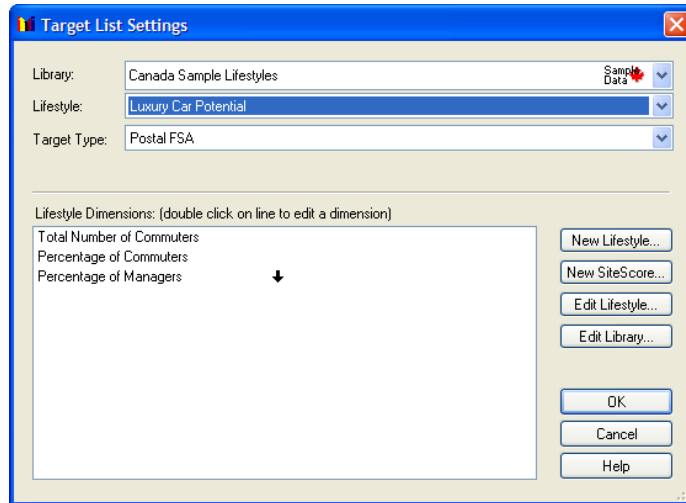 Target List Settings
Library: Canada Sample Lifestyles Sample Data
Lifestyle: Luxury Car Potential
Target Type: Postal FSA
Lifestyle Dimensions: (double click on line to edit a dimension)
Total Number of Commuters
Percentage of Commuters
Percentage of Managers
New Lifestyle...
New SiteScore...
Edit Lifestyle...
Edit Library...
OK
Cancel
Help